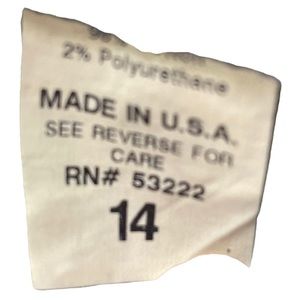 2% Polyurethane
MADE IN U.S.A.
SEE REVERSE FOR
CARE
RN# 53222
14